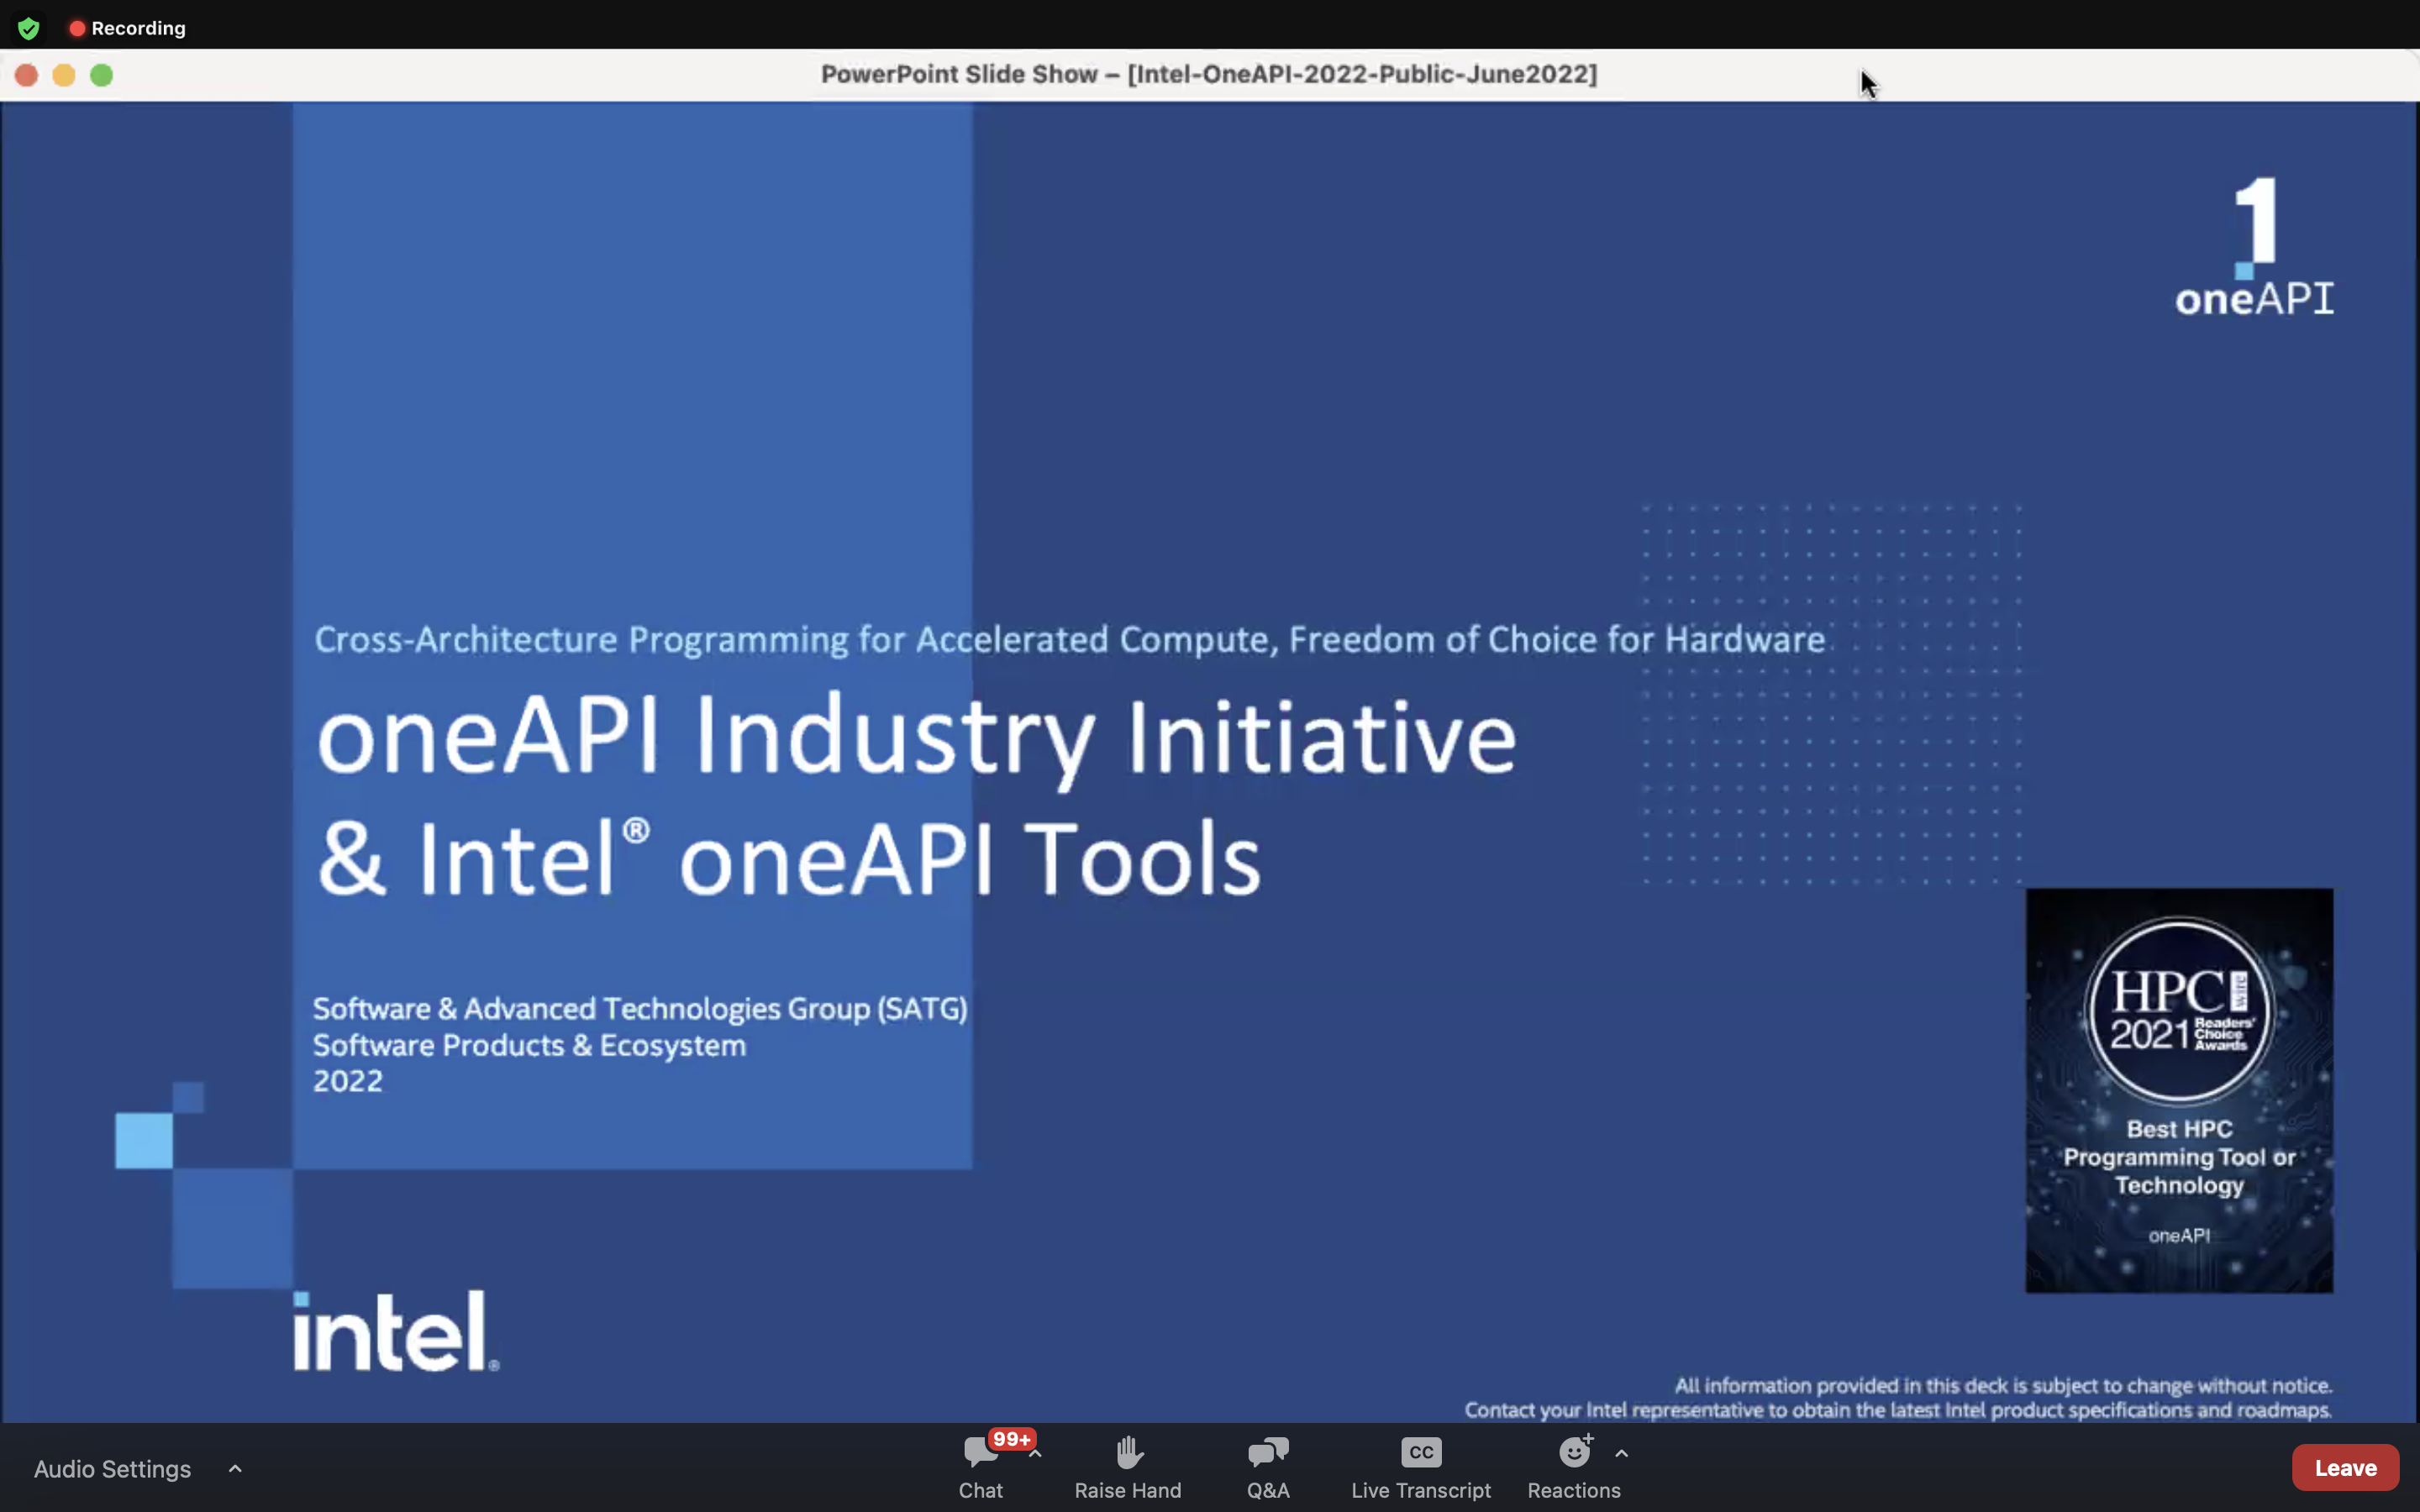 Recording
PowerPoint Slide Show – [Intel-OneAPI-2022-Public-June2022]
1
oneAPI
Cross-Architecture Programming for Accelerated Compute, Freedom of Choice for Hardware
oneAPI Industry Initiative
& Intel® oneAPI Tools
Software & Advanced Technologies Group (SATG)
Software Products & Ecosystem
2022
HPC wire
2021 Readers' Choice Awards
Best HPC
Programming Tool or
Technology
oneAPI
intel®
All information provided in this deck is subject to change without notice.
Contact your Intel representative to obtain the latest Intel product specifications and roadmaps.
Audio Settings
99+
Chat
Raise Hand
Q&A
CC
Live Transcript
Reactions
Leave